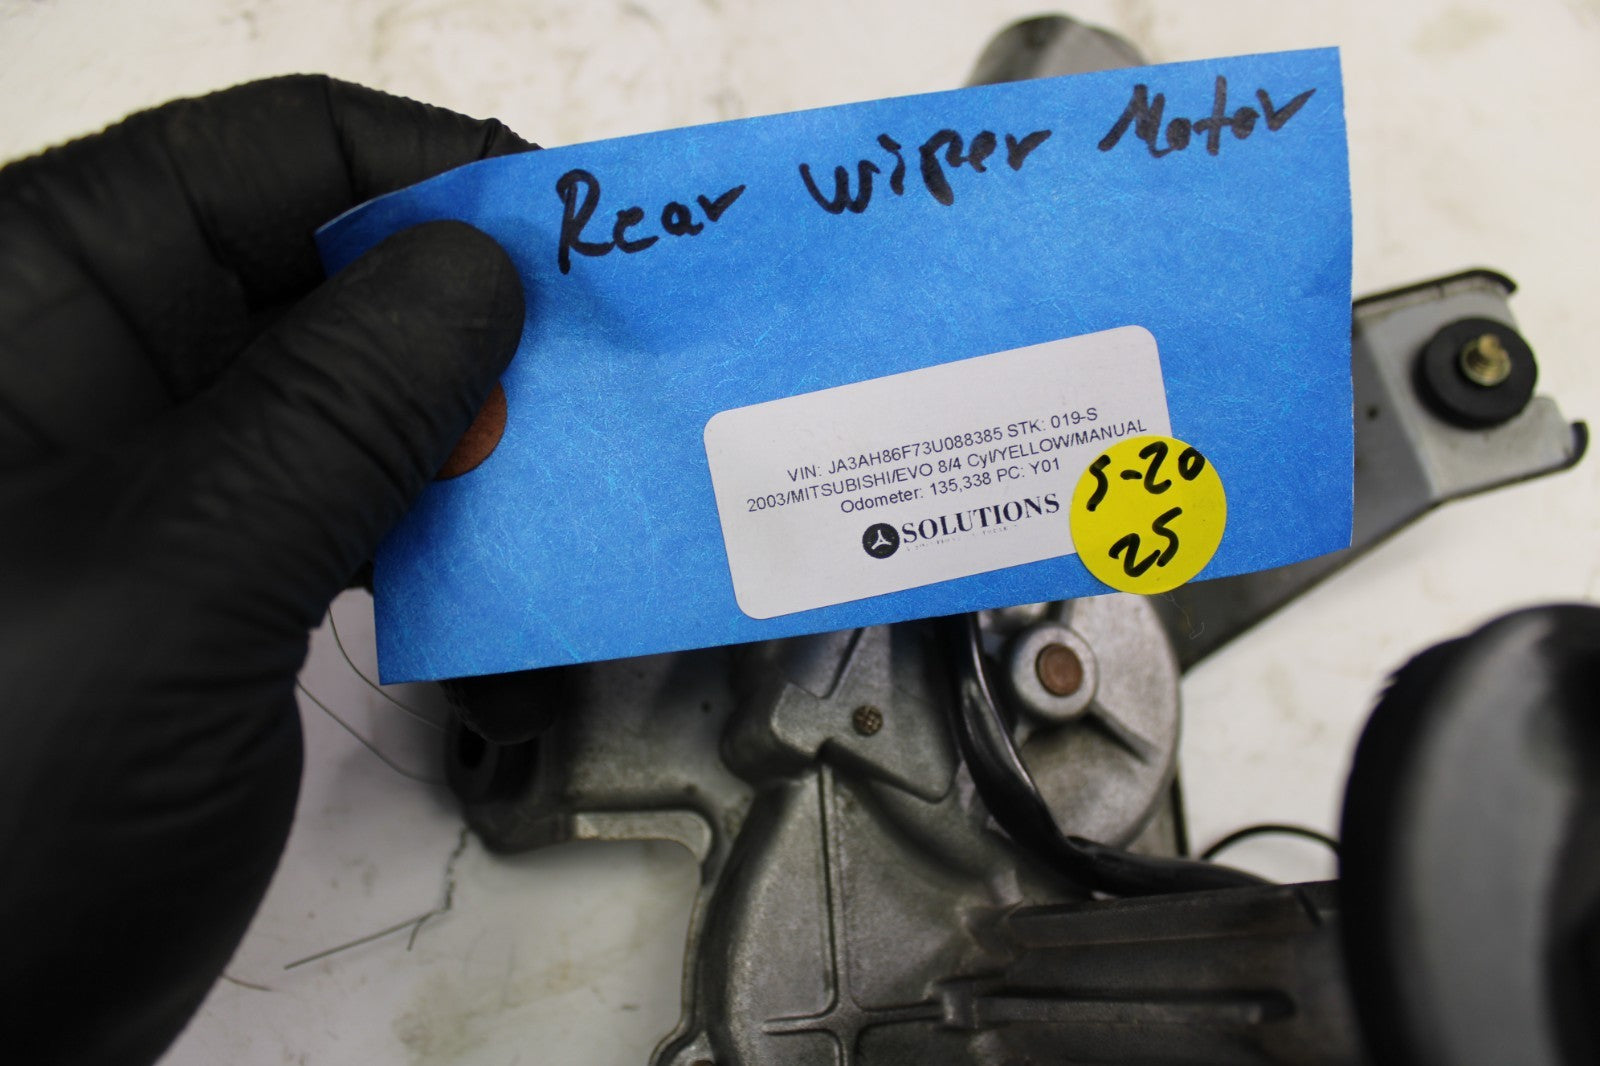 Rear wiper Motor
VIN: JA3AH86F73U088385 STK: 019-S
2003/MITSUBISHI/EVO 8/4 Cyl/YELLOW/MANUAL
Odometer: 135,338 PC: Y01
SOLUTIONS
5-20
25